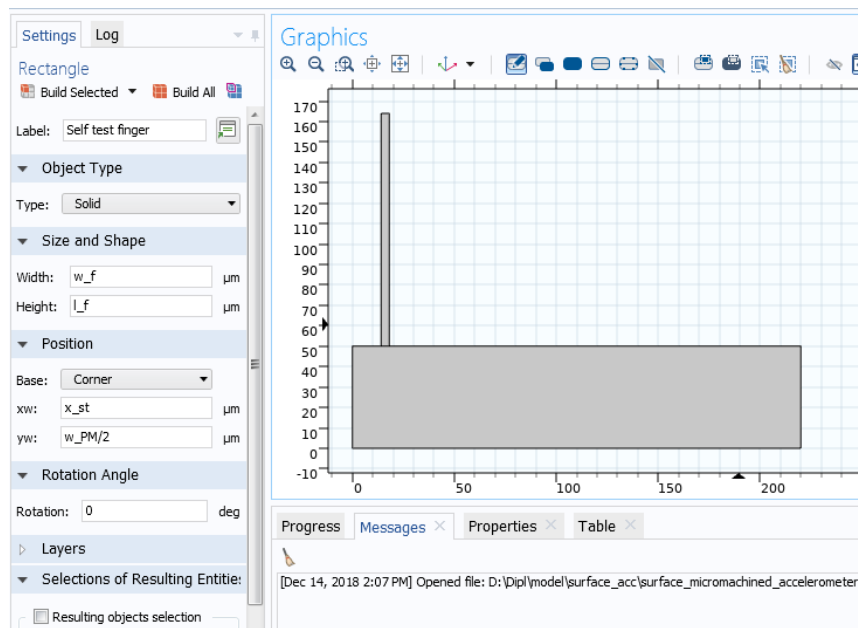 Settings Log
Rectangle
Build Selected Build All
Label: Self test finger
Object Type
Type: Solid
Size and Shape
Width: w_f µm
Height: l_f µm
Position
Base: Corner
xw: x_st µm
yw: w_PM/2 µm
Rotation Angle
Rotation: 0 deg
Layers
Selections of Resulting Entitie
Resulting objects selection
Graphics
170
160
150
140
130
120
110
100
90
80
70
60
50
40
30
20
10
0
-10
0 50 100 150 200
Progress Messages Properties Table
[Dec 14, 2018 2:07 PM] Opened file: D:\Dipl\model\surface_acc\surface_micromachined_accelerometer